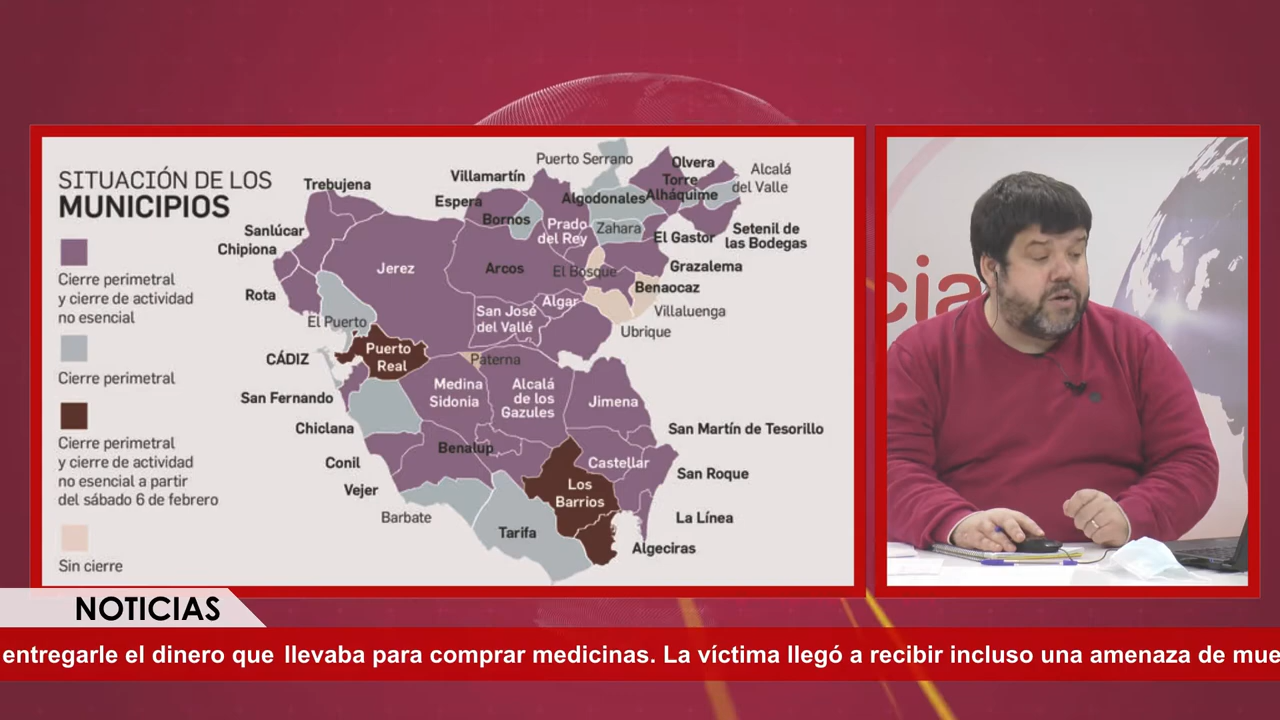 SITUACIÓN DE LOS
MUNICIPIOS
Cierre perimetral
y cierre de actividad
no esencial
Cierre perimetral
Cierre perimetral
y cierre de actividad
no esencial a partir
del sábado 6 de febrero
Sin cierre
Puerto Serrano
Olvera
Alcalá
del Valle
Torre
Alháquime
Villamartín
Trebujena
Espera
Algodonales
Bornos
Prado
del Rey
Zahara
Setenil de
las Bodegas
El Gastor
Sanlúcar
Chipiona
Jerez
Arcos
El Bosque
Grazalema
Benaocaz
Rota
Algar
Villaluenga
San José
del Vallé
Ubrique
El Puerto
CÁDIZ
Puerto
Real
Paterna
Medina
Sidonia
Alcalá
de los
Gazules
Jimena
San Fernando
Chiclana
San Martín de Tesorillo
Benalup
Conil
Castellar
San Roque
Vejer
Los
Barrios
Barbate
Tarifa
La Línea
Algeciras
cia
NOTICIAS
entregarle el dinero que llevaba para comprar medicinas. La víctima llegó a recibir incluso una amenaza de mue